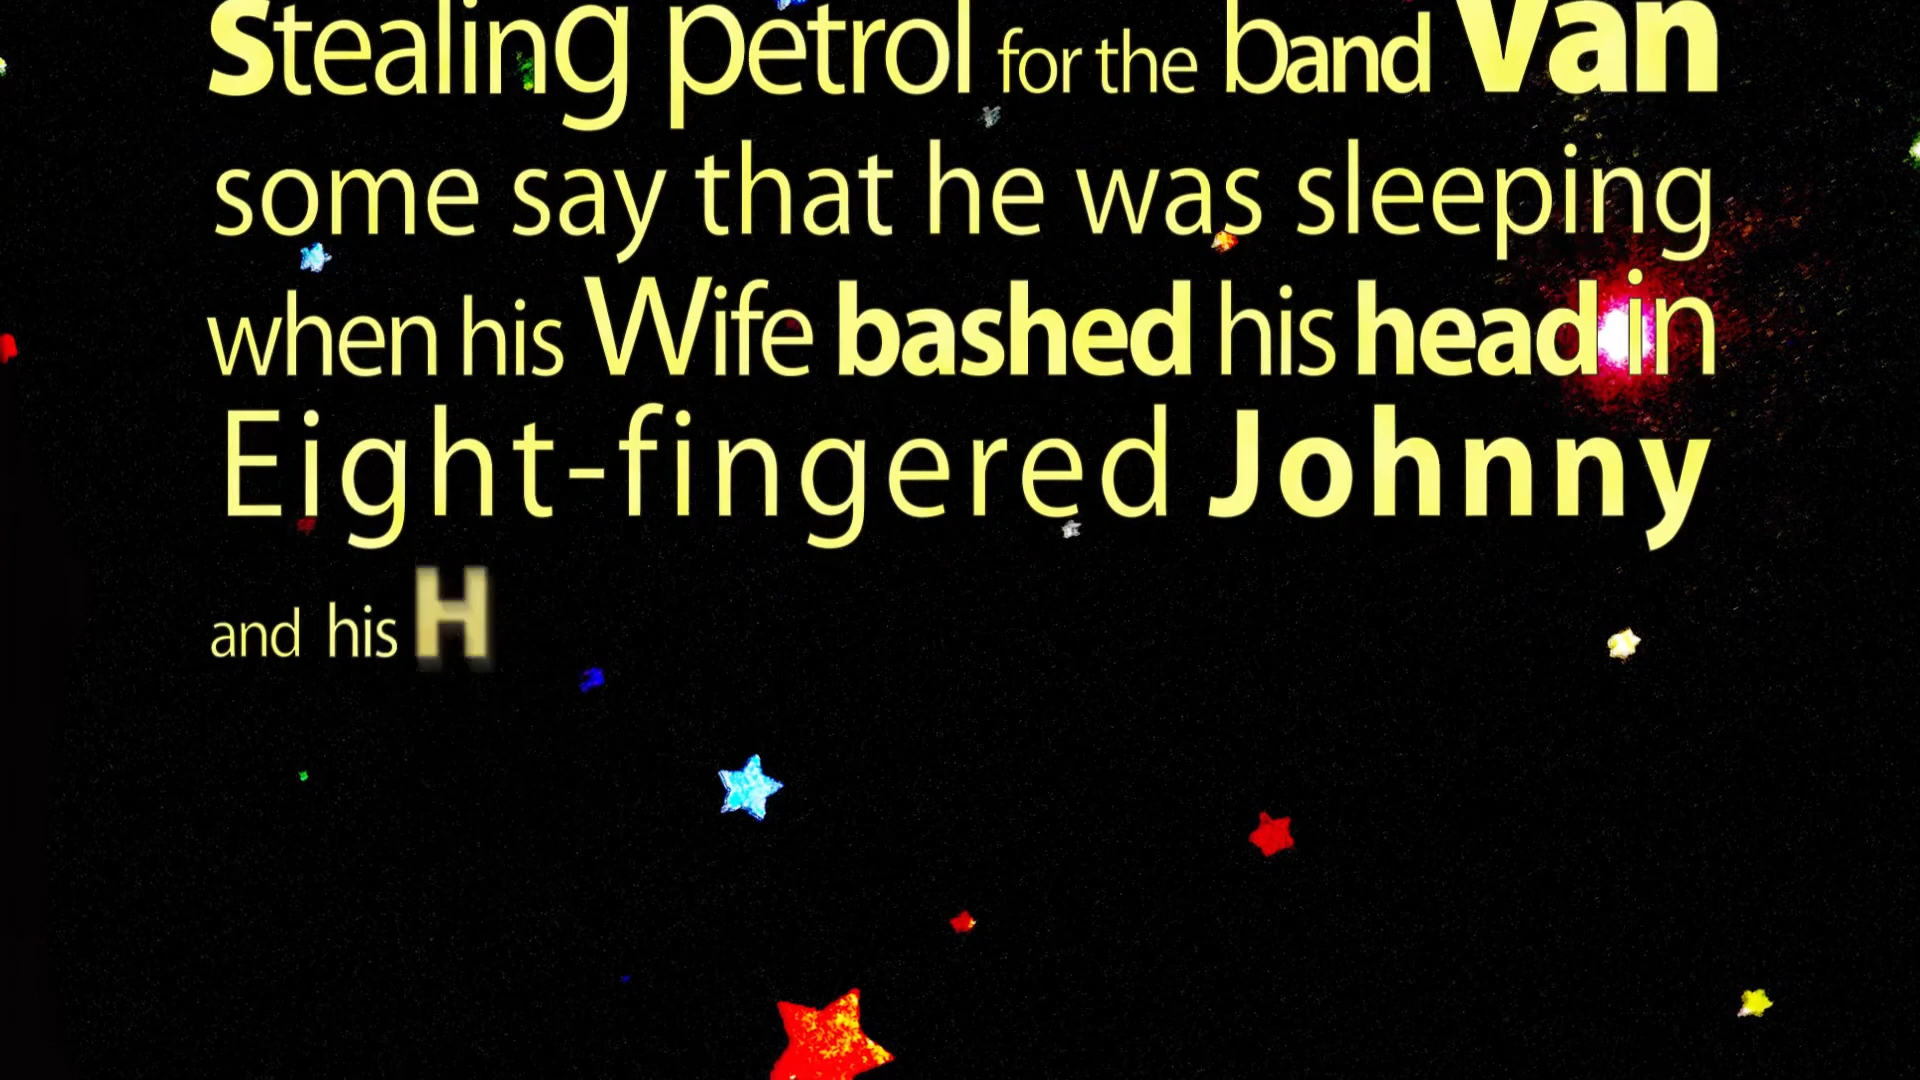 Stealing petrol for the band Van
some say that he was sleeping
when his Wife bashed his head in
Eight-fingered Johnny
and his H